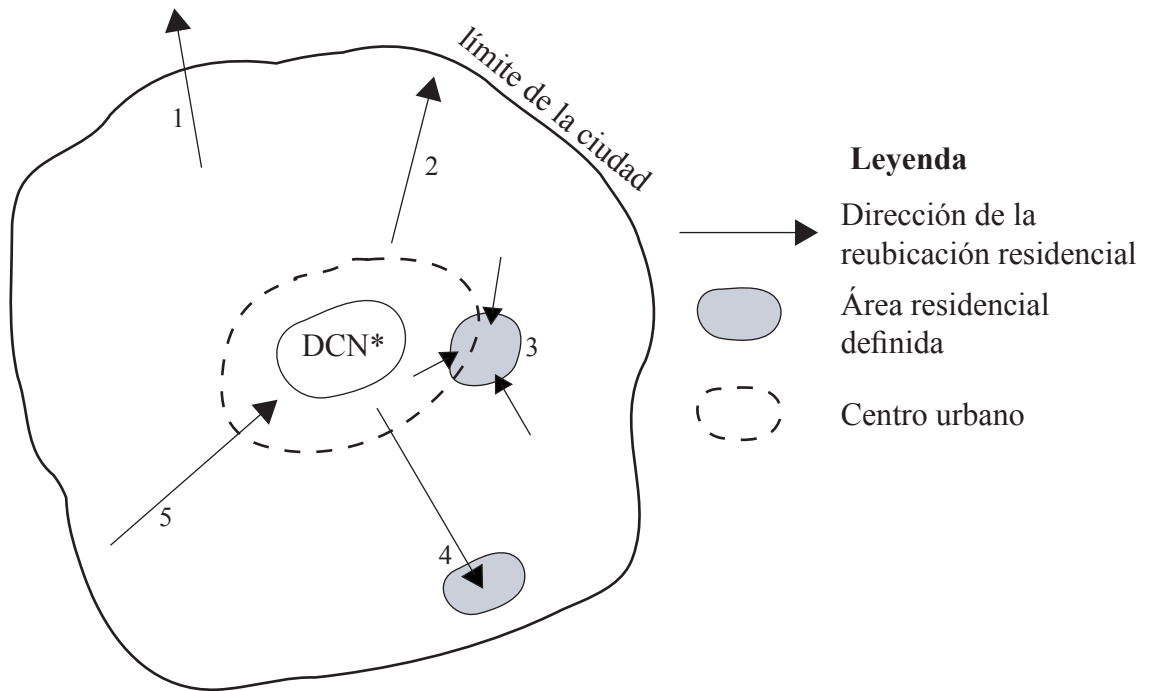 límite de la ciudad
1
2
DCN*
3
4
5
Leyenda
Dirección de la
reubicación residencial
Área residencial
definida
Centro urbano